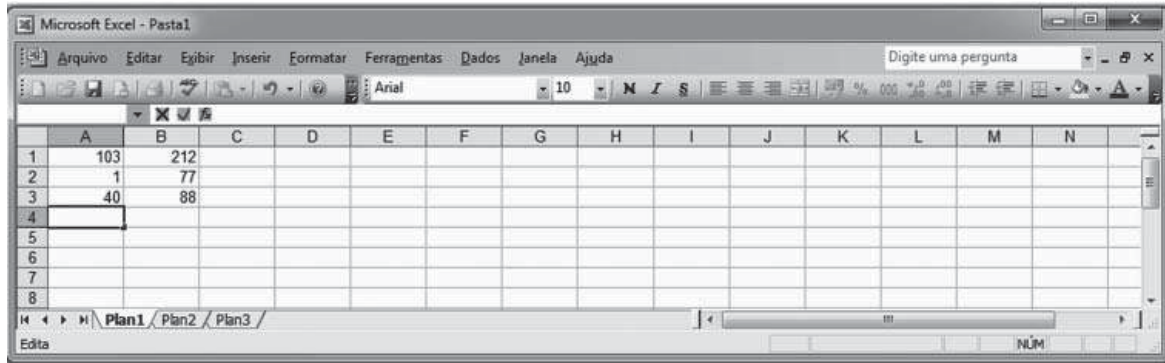 Microsoft Excel - Pasta1
Arquivo Editar Exibir Inserir Formatar Ferramentas Dados Janela Ajuda Digite uma pergunta
Arial 10 N I S % 000 A
A B C D E F G H I J K L M N
1 103 212
2 1 77
3 40 88
4
5
6
7
8
Plan1 Plan2 Plan3
Edita NÚM